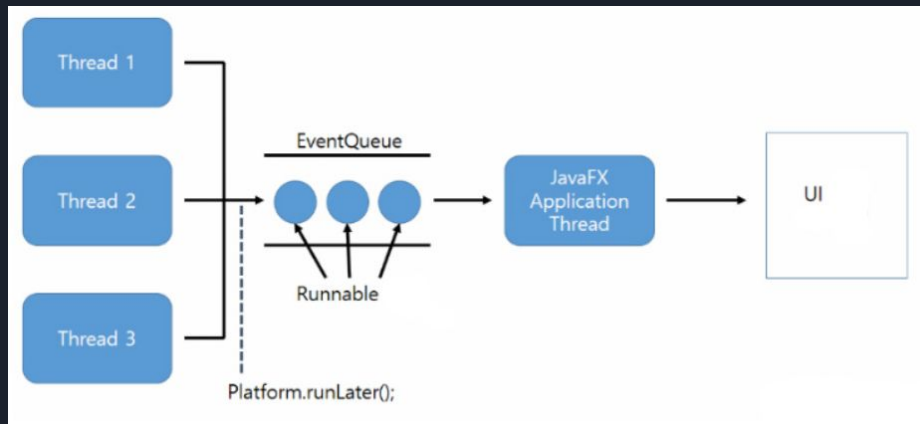 Thread 1
Thread 2
Thread 3
EventQueue
Runnable
Platform.runLater();
JavaFX
Application
Thread
UI